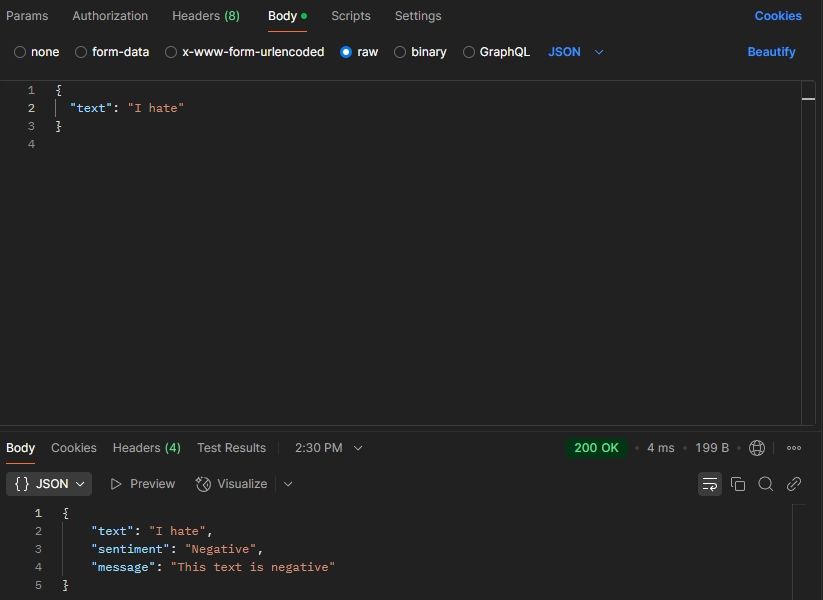 Params Authorization Headers (8) Body Scripts Settings Cookies
none form-data x-www-form-urlencoded raw binary GraphQL JSON Beautify
1 {
2 "text": "I hate"
3 }
4
Body Cookies Headers (4) Test Results 2:30 PM 200 OK 4 ms 199 B
{} JSON Preview Visualize
1 {
2 "text": "I hate",
3 "sentiment": "Negative",
4 "message": "This text is negative"
5 }